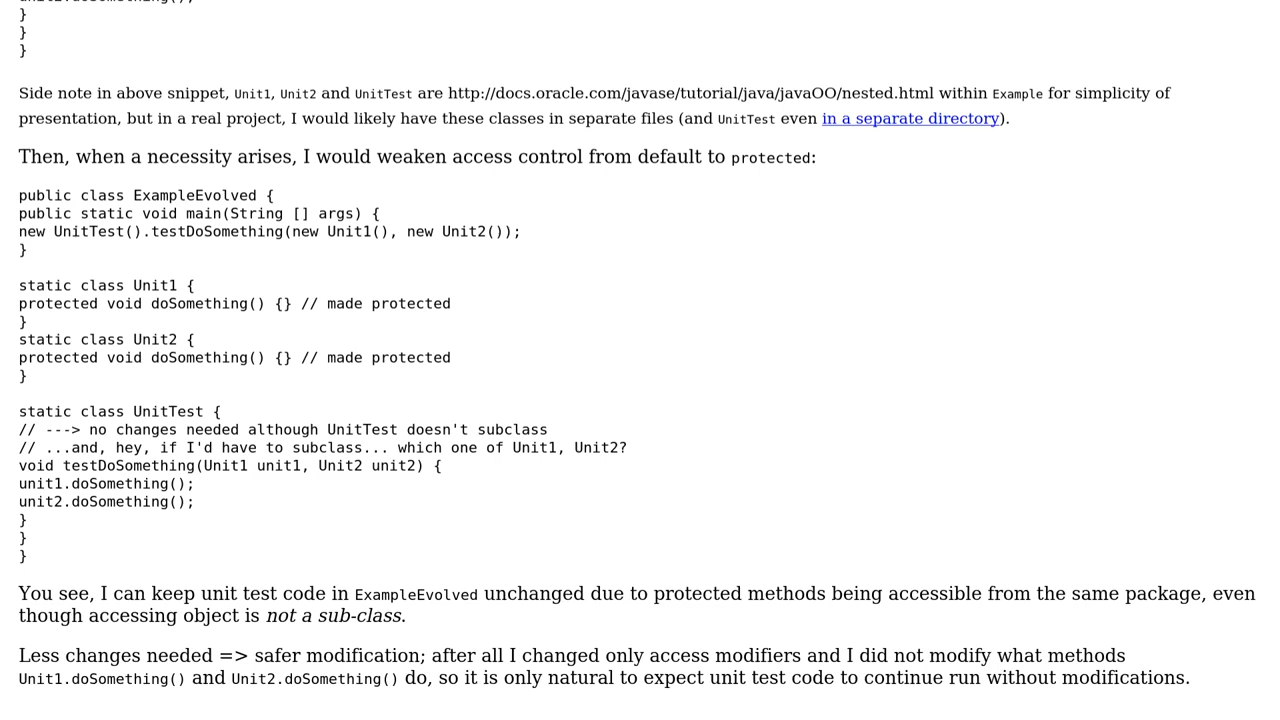 }
}
}
Side note in above snippet, Unit1, Unit2 and UnitTest are http://docs.oracle.com/javase/tutorial/java/javaOO/nested.html within Example for simplicity of
presentation, but in a real project, I would likely have these classes in separate files (and UnitTest even in a separate directory).
Then, when a necessity arises, I would weaken access control from default to protected:
public class ExampleEvolved {
public static void main(String [] args) {
new UnitTest().testDoSomething(new Unit1(), new Unit2());
}
static class Unit1 {
protected void doSomething() {} // made protected
}
static class Unit2 {
protected void doSomething() {} // made protected
}
static class UnitTest {
// ---> no changes needed although UnitTest doesn't subclass
// ...and, hey, if I'd have to subclass... which one of Unit1, Unit2?
void testDoSomething(Unit1 unit1, Unit2 unit2) {
unit1.doSomething();
unit2.doSomething();
}
}
}
You see, I can keep unit test code in ExampleEvolved unchanged due to protected methods being accessible from the same package, even
though accessing object is not a sub-class.
Less changes needed => safer modification; after all I changed only access modifiers and I did not modify what methods
Unit1.doSomething() and Unit2.doSomething() do, so it is only natural to expect unit test code to continue run without modifications.